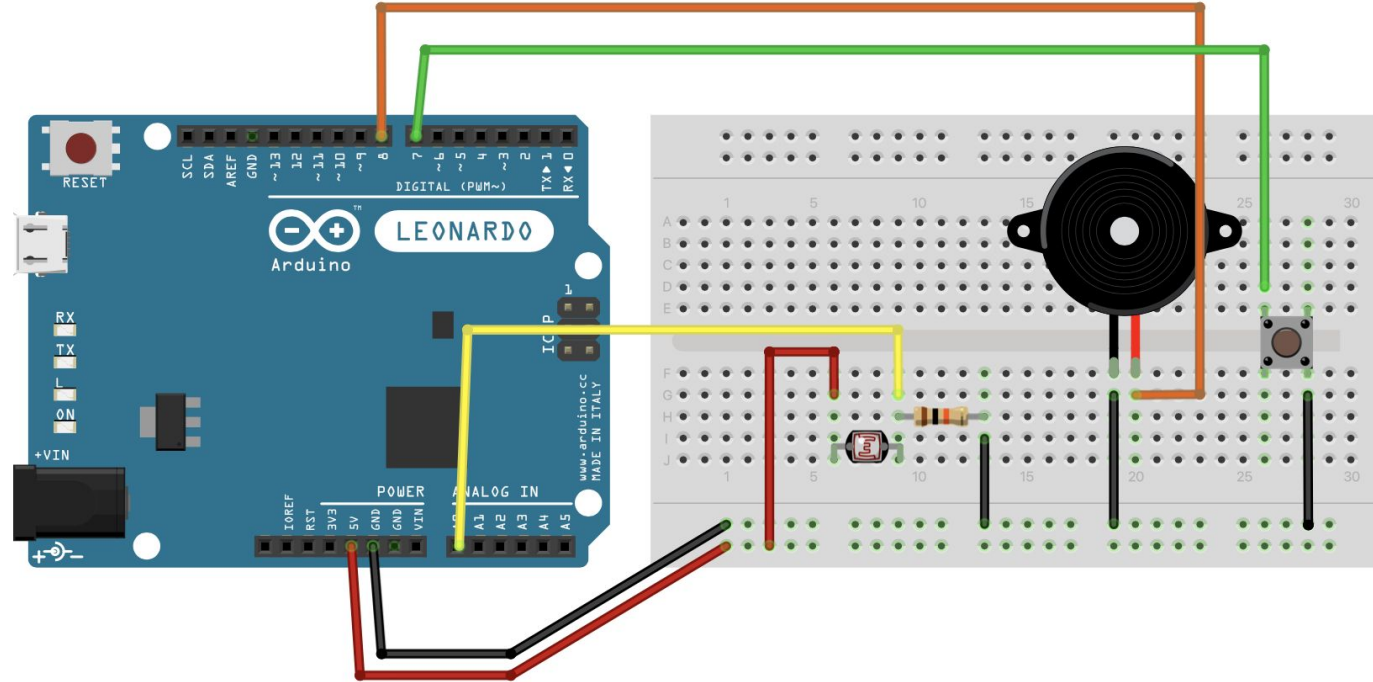 SCL SDA AREF GND ~13 12 ~11 ~10 ~9 8 7 ~6 ~5 4 ~3 2 TX▶1 RX◀0
RESET
DIGITAL (PWM~)
TM
LEONARDO
Arduino
1
ICSP
RX
TX
L
ON
www.arduino.cc
MADE IN ITALY
+VIN
POWER
ANALOG IN
IOREF RST 3V3 5V GND GND VIN A0 A1 A2 A3 A4 A5
+ -
1 5 25 30
A
B
C
D
E
F
G
H
I
J
1 5 10 15 20 25 30